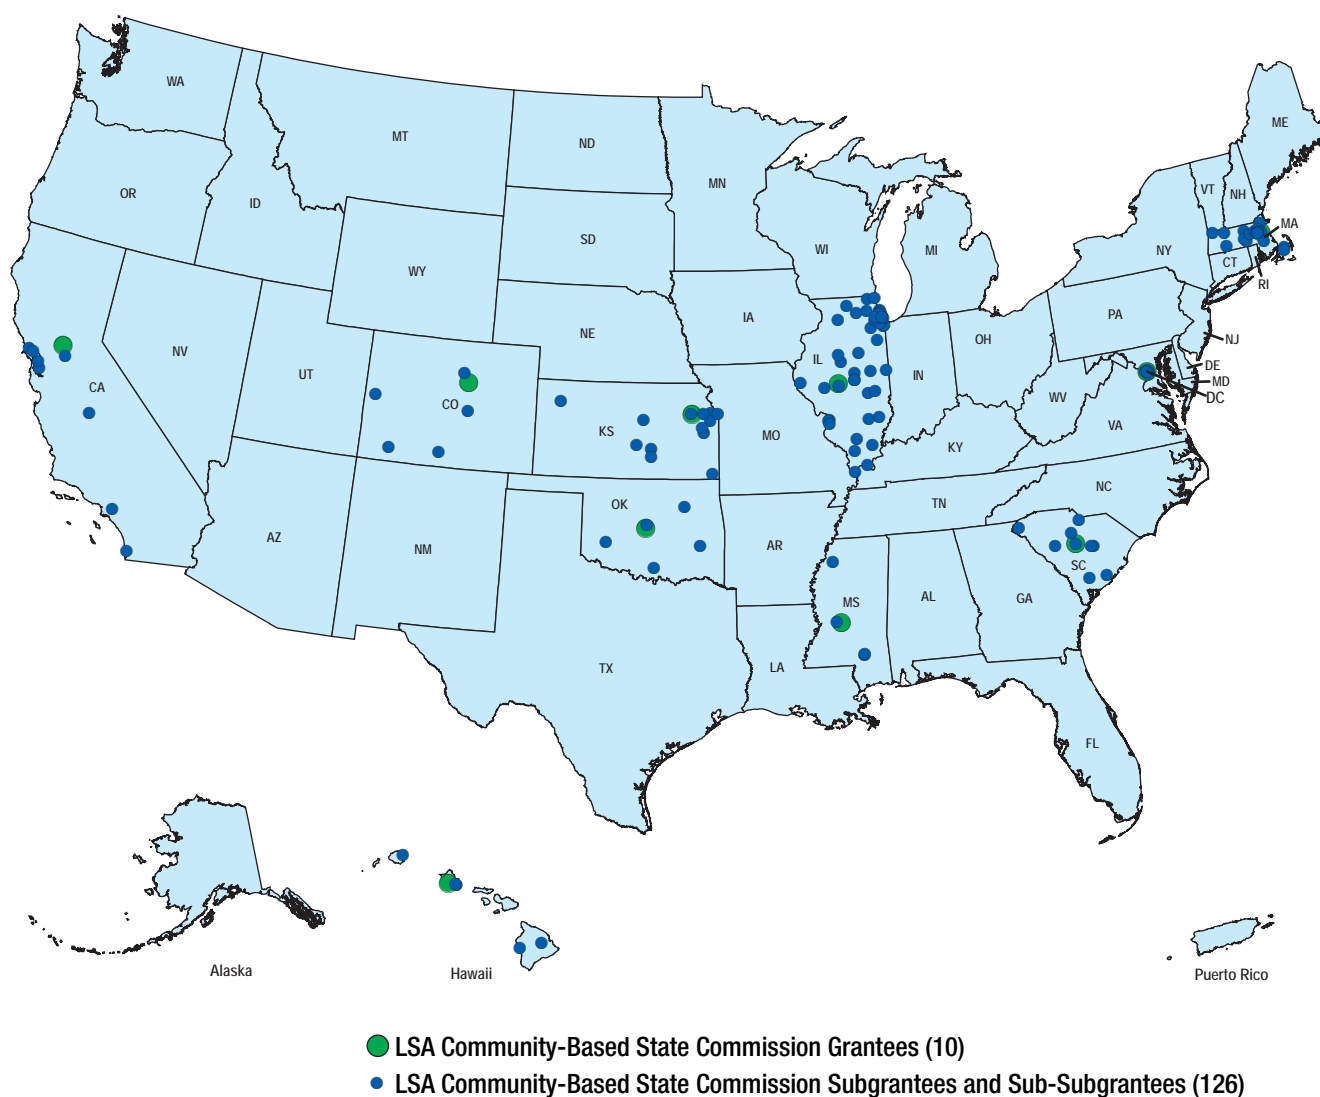 WA
MT
ND
MN
ME
OR
ID
SD
WI
MI
VT
NH
MA
NY
CT
RI
WY
NE
IA
PA
NJ
NV
UT
CO
CA
KS
MO
IL
IN
OH
WV
VA
DE
MD
DC
KY
AZ
NM
OK
AR
TN
NC
SC
MS
AL
GA
TX
LA
FL
Alaska
Hawaii
Puerto Rico
LSA Community-Based State Commission Grantees (10)
LSA Community-Based State Commission Subgrantees and Sub-Subgrantees (126)